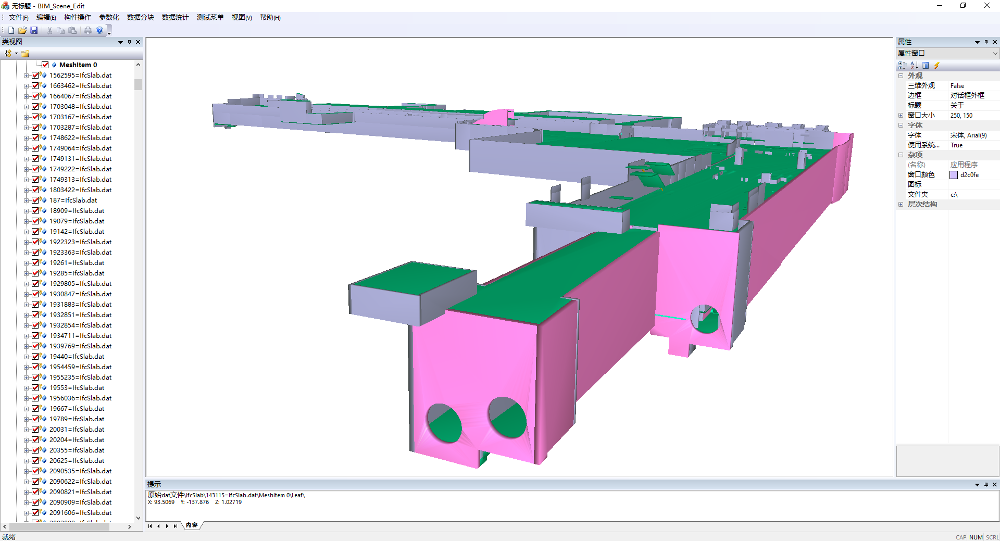 无标题 - BIM_Scene_Edit
文件(F) 编辑(E) 构件操作 参数化 数据分块 数据统计 测试菜单 视图(V) 帮助(H)
类视图
MeshItem 0
1562595=IfcSlab.dat
1663462=IfcSlab.dat
1664067=IfcSlab.dat
1703048=IfcSlab.dat
1703167=IfcSlab.dat
1703287=IfcSlab.dat
1748622=IfcSlab.dat
1749064=IfcSlab.dat
1749131=IfcSlab.dat
1749222=IfcSlab.dat
1749313=IfcSlab.dat
1803422=IfcSlab.dat
187=IfcSlab.dat
18909=IfcSlab.dat
19079=IfcSlab.dat
19142=IfcSlab.dat
1922323=IfcSlab.dat
1923363=IfcSlab.dat
19261=IfcSlab.dat
19285=IfcSlab.dat
1929805=IfcSlab.dat
1930847=IfcSlab.dat
1931883=IfcSlab.dat
1932851=IfcSlab.dat
1932854=IfcSlab.dat
1934711=IfcSlab.dat
1939769=IfcSlab.dat
19440=IfcSlab.dat
1954459=IfcSlab.dat
1955235=IfcSlab.dat
19553=IfcSlab.dat
1956036=IfcSlab.dat
19667=IfcSlab.dat
19789=IfcSlab.dat
20031=IfcSlab.dat
20204=IfcSlab.dat
20355=IfcSlab.dat
20625=IfcSlab.dat
2090535=IfcSlab.dat
2090622=IfcSlab.dat
2090821=IfcSlab.dat
2090909=IfcSlab.dat
2091606=IfcSlab.dat
属性
属性窗口
外观
三维外观 False
边框 对话框外框
标题 关于
窗口大小 250, 150
字体
字体 宋体, Arial(9)
使用系统... True
杂项
(名称) 应用程序
窗口颜色 d2c0fe
图标
文件夹 c:\
层次结构
提示
原始dat文件\IfcSlab\143115=IfcSlab.dat\MeshItem 0\Leaf\
X: 93.5069 Y: -137.876 Z: 1.02719
内容
就绪
CAP NUM SCRL